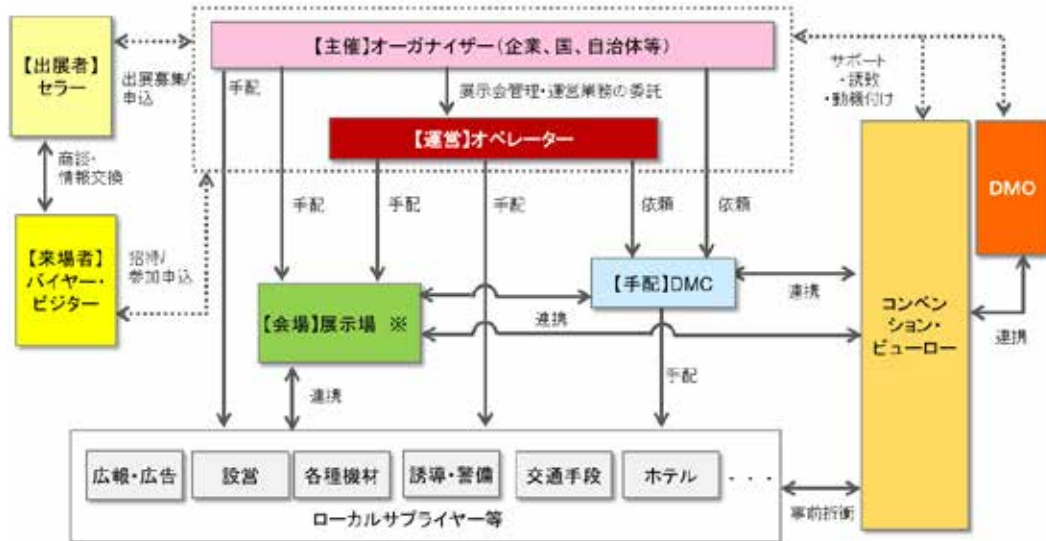 【主催】オーガナイザー(企業、国、自治体等)
【出展者】
セラー
出展募集/
申込
手配
展示会管理・運営業務の委託
サポート
・誘致
・動機付け
【運営】オペレーター
商談・
情報交換
DMO
手配
手配
手配
依頼
依頼
【来場者】
バイヤー・
ビジター
招待/
参加申込
【手配】DMC
連携
【会場】展示場 ※
連携
コンベン
ション・
ビューロー
連携
連携
手配
広報・広告
設営
各種機材
誘導・警備
交通手段
ホテル
・・・
ローカルサプライヤー等
事前折衝